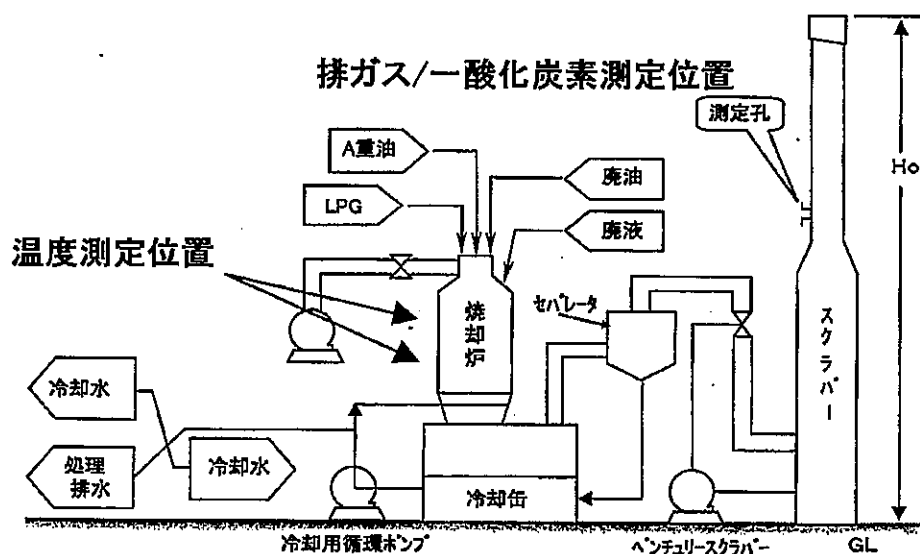 排ガス/一酸化炭素測定位置
測定孔
Ho
A重油
廃油
LPG
廃液
温度測定位置
焼却炉
セパレータ
スクラバー
冷却水
冷却水
処理
排水
冷却缶
冷却用循環ポンプ
ベンチュリースクラバー
GL